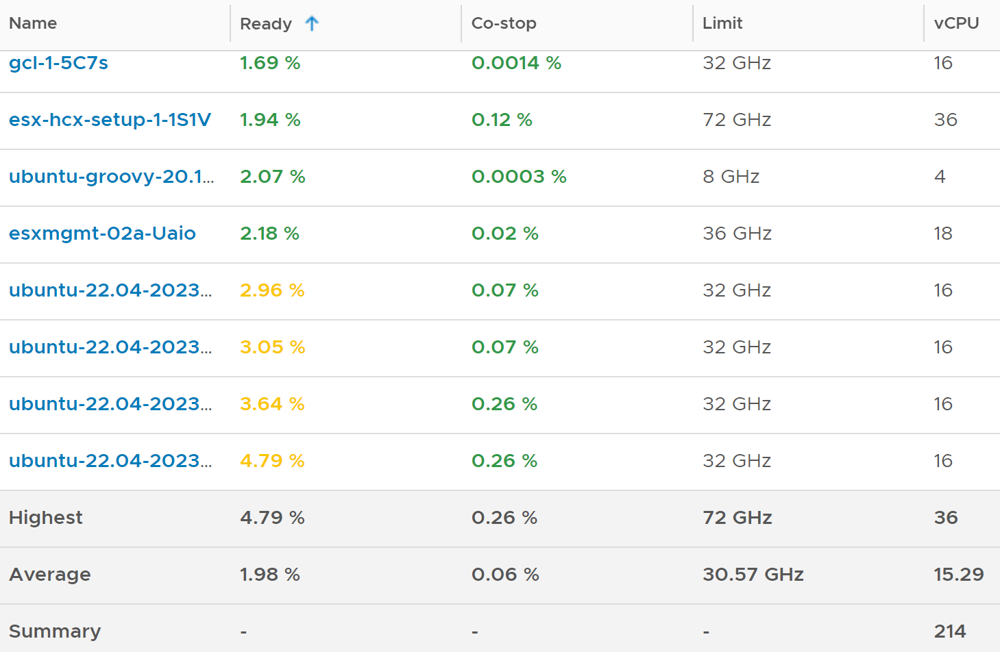 Name Ready Co-stop Limit vCPU
gcl-1-5C7s 1.69 % 0.0014 % 32 GHz 16
esx-hcx-setup-1-1S1V 1.94 % 0.12 % 72 GHz 36
ubuntu-groovy-20.1... 2.07 % 0.0003 % 8 GHz 4
esxmgmt-02a-Uaio 2.18 % 0.02 % 36 GHz 18
ubuntu-22.04-2023... 2.96 % 0.07 % 32 GHz 16
ubuntu-22.04-2023... 3.05 % 0.07 % 32 GHz 16
ubuntu-22.04-2023... 3.64 % 0.26 % 32 GHz 16
ubuntu-22.04-2023... 4.79 % 0.26 % 32 GHz 16
Highest 4.79 % 0.26 % 72 GHz 36
Average 1.98 % 0.06 % 30.57 GHz 15.29
Summary - - - 214